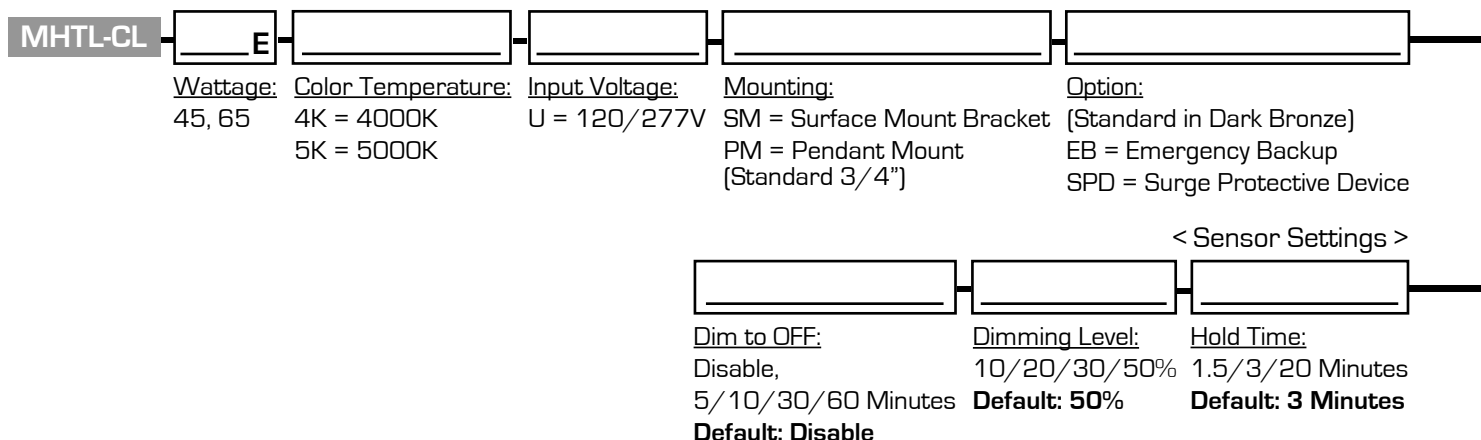 MHTL-CL E
Wattage: Color Temperature: Input Voltage: Mounting: Option:
45, 65 4K = 4000K U = 120/277V SM = Surface Mount Bracket (Standard in Dark Bronze)
5K = 5000K PM = Pendant Mount EB = Emergency Backup
(Standard 3/4") SPD = Surge Protective Device
< Sensor Settings >
Dim to OFF: Dimming Level: Hold Time:
Disable, 10/20/30/50% 1.5/3/20 Minutes
5/10/30/60 Minutes Default: 50% Default: 3 Minutes
Default: Disable